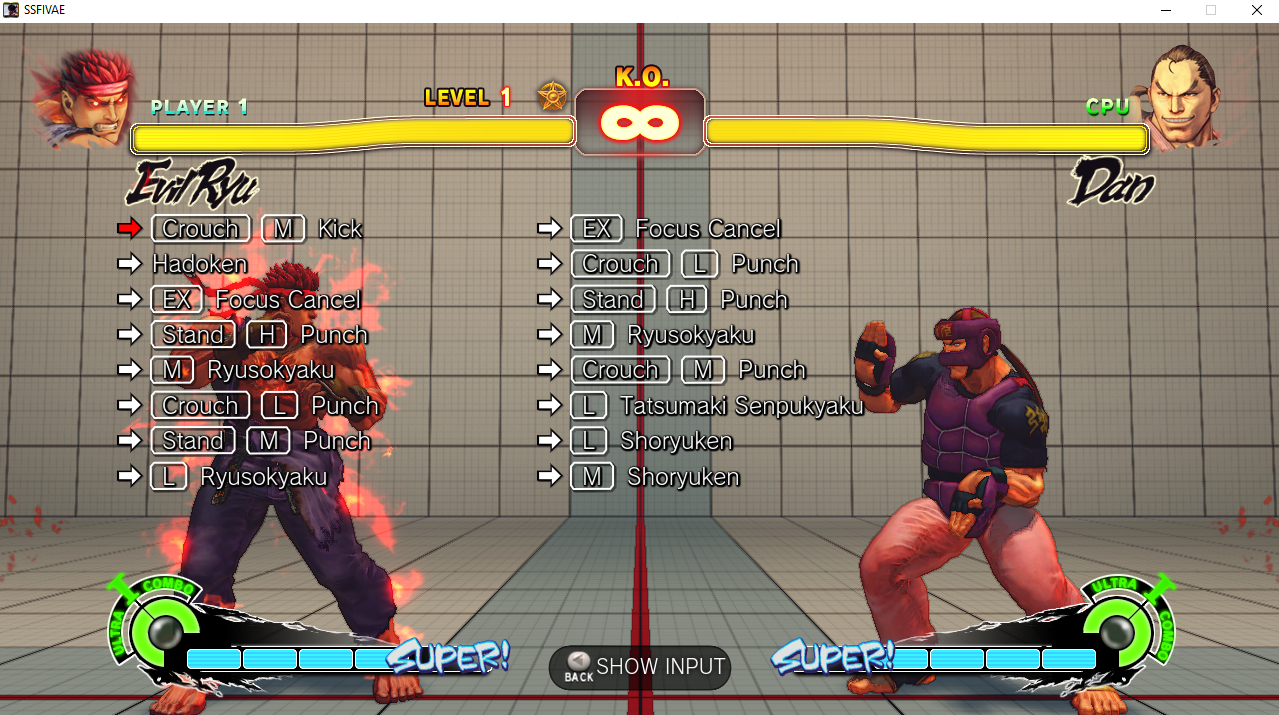 SSFIVAE
K.O.
PLAYER 1
LEVEL 1
∞
CPU
Evil Ryu
Dan
Crouch M Kick
Hadoken
EX Focus Cancel
Stand H Punch
M Ryusokyaku
Crouch L Punch
Stand M Punch
L Ryusokyaku
EX Focus Cancel
Crouch L Punch
Stand H Punch
M Ryusokyaku
Crouch M Punch
L Tatsumaki Senpukyaku
L Shoryuken
M Shoryuken
ULTRA COMBO
SUPER!
BACK SHOW INPUT
SUPER!
ULTRA COMBO